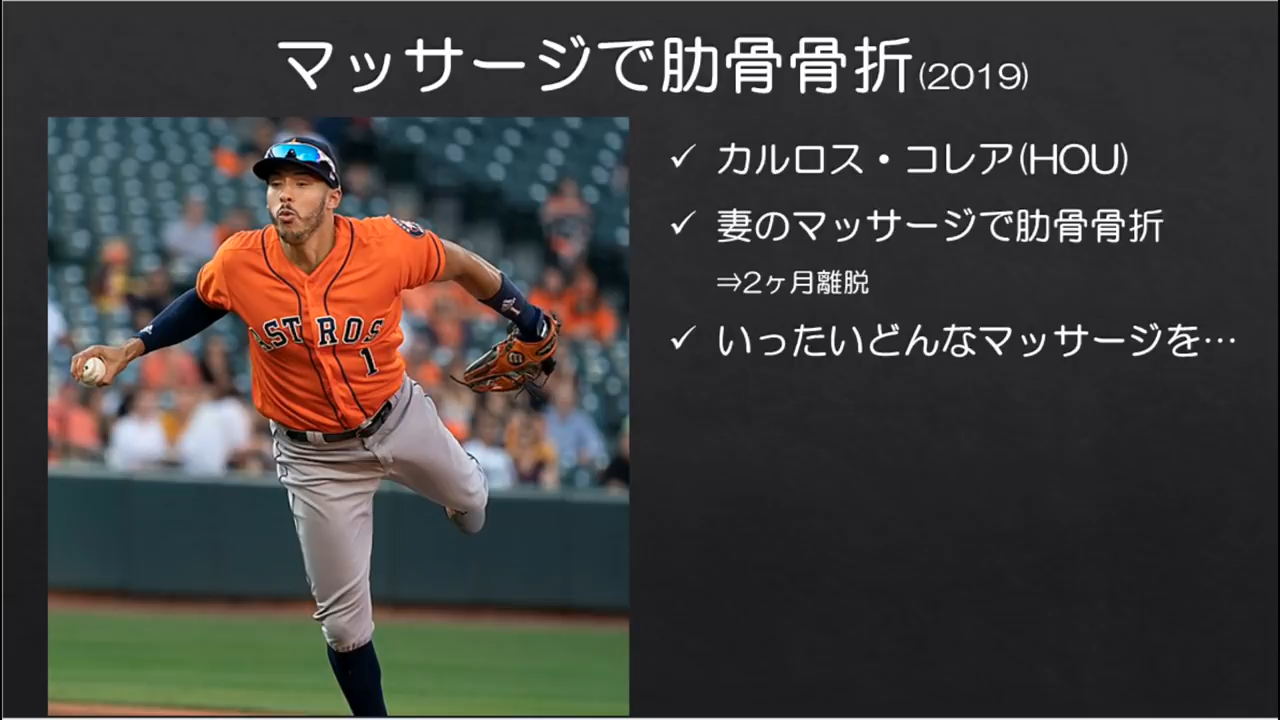 マッサージで肋骨骨折(2019)
✓ カルロス・コレア(HOU)
✓ 妻のマッサージで肋骨骨折
⇒2ヶ月離脱
✓ いったいどんなマッサージを…
ASTROS
1